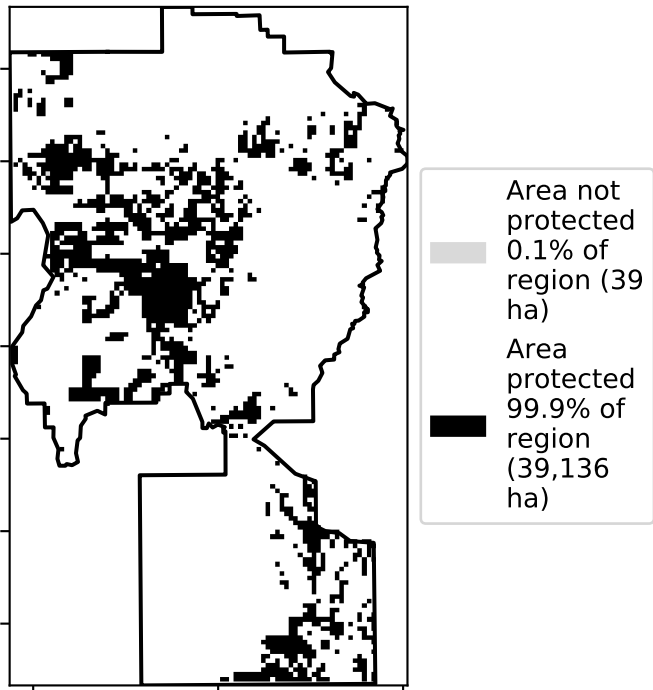 Area not
protected
0.1% of
region (39
ha)
Area
protected
99.9% of
region
(39,136
ha)